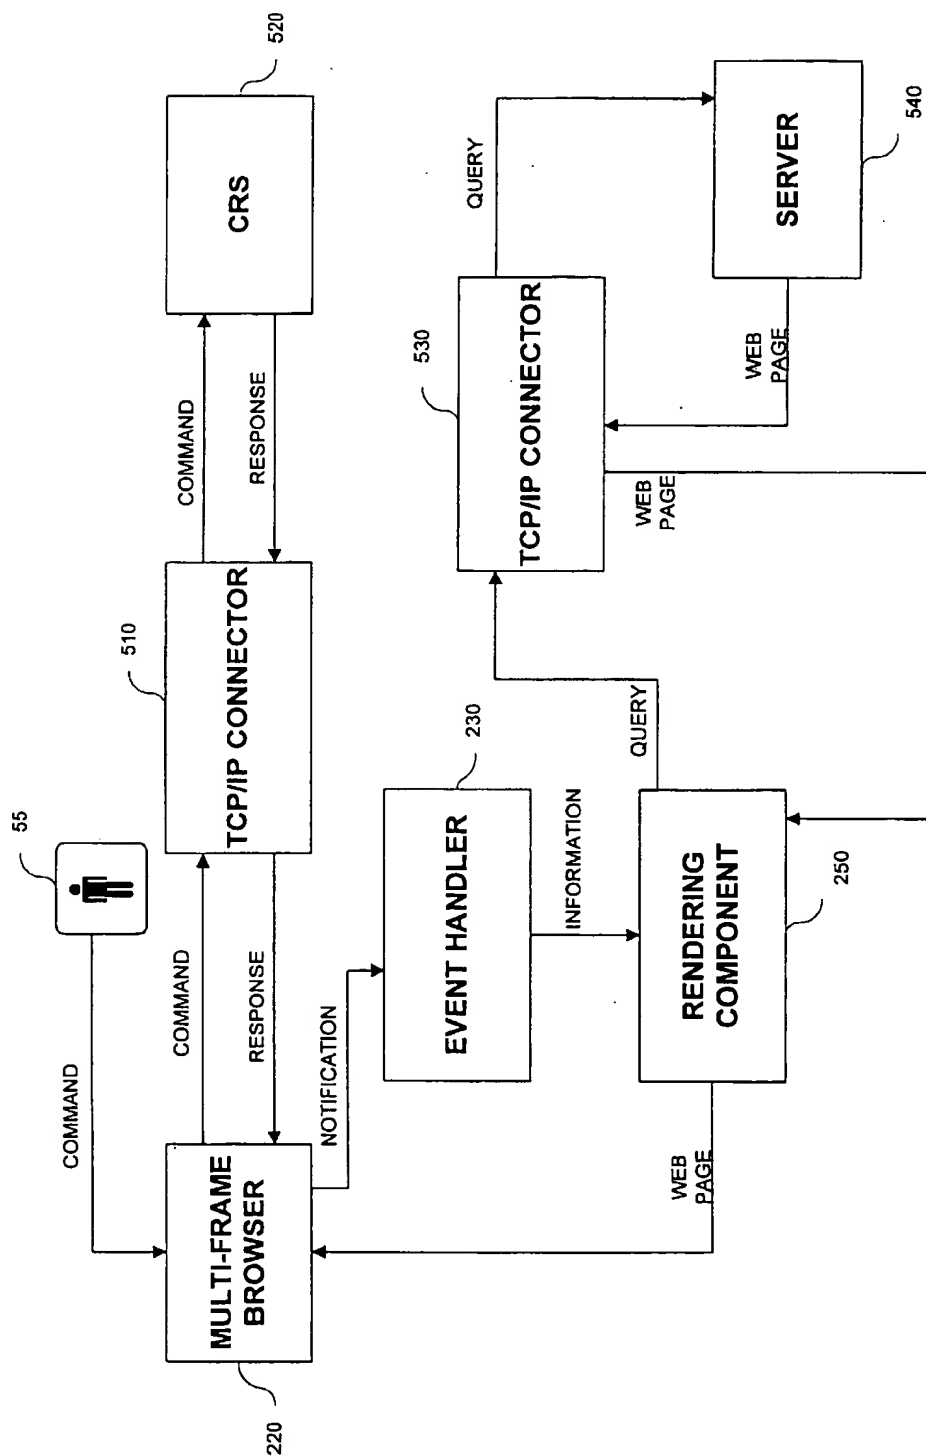 55
COMMAND
510
520
MULTI-FRAME
BROWSER
220
COMMAND
RESPONSE
TCP/IP CONNECTOR
COMMAND
RESPONSE
CRS
NOTIFICATION
EVENT HANDLER
230
INFORMATION
530
TCP/IP CONNECTOR
QUERY
SERVER
540
WEB
PAGE
WEB
PAGE
QUERY
RENDERING
COMPONENT
250
WEB
PAGE